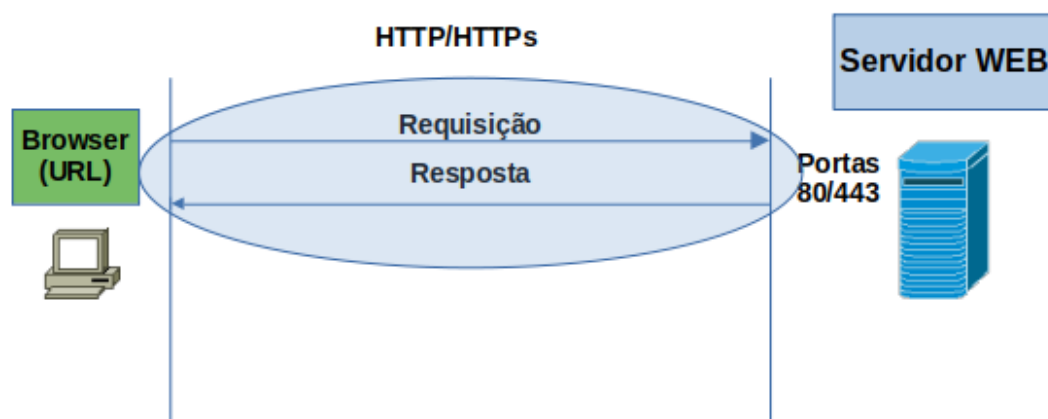 HTTP/HTTPs
Servidor WEB
Browser
(URL)
Requisição
Resposta
Portas
80/443